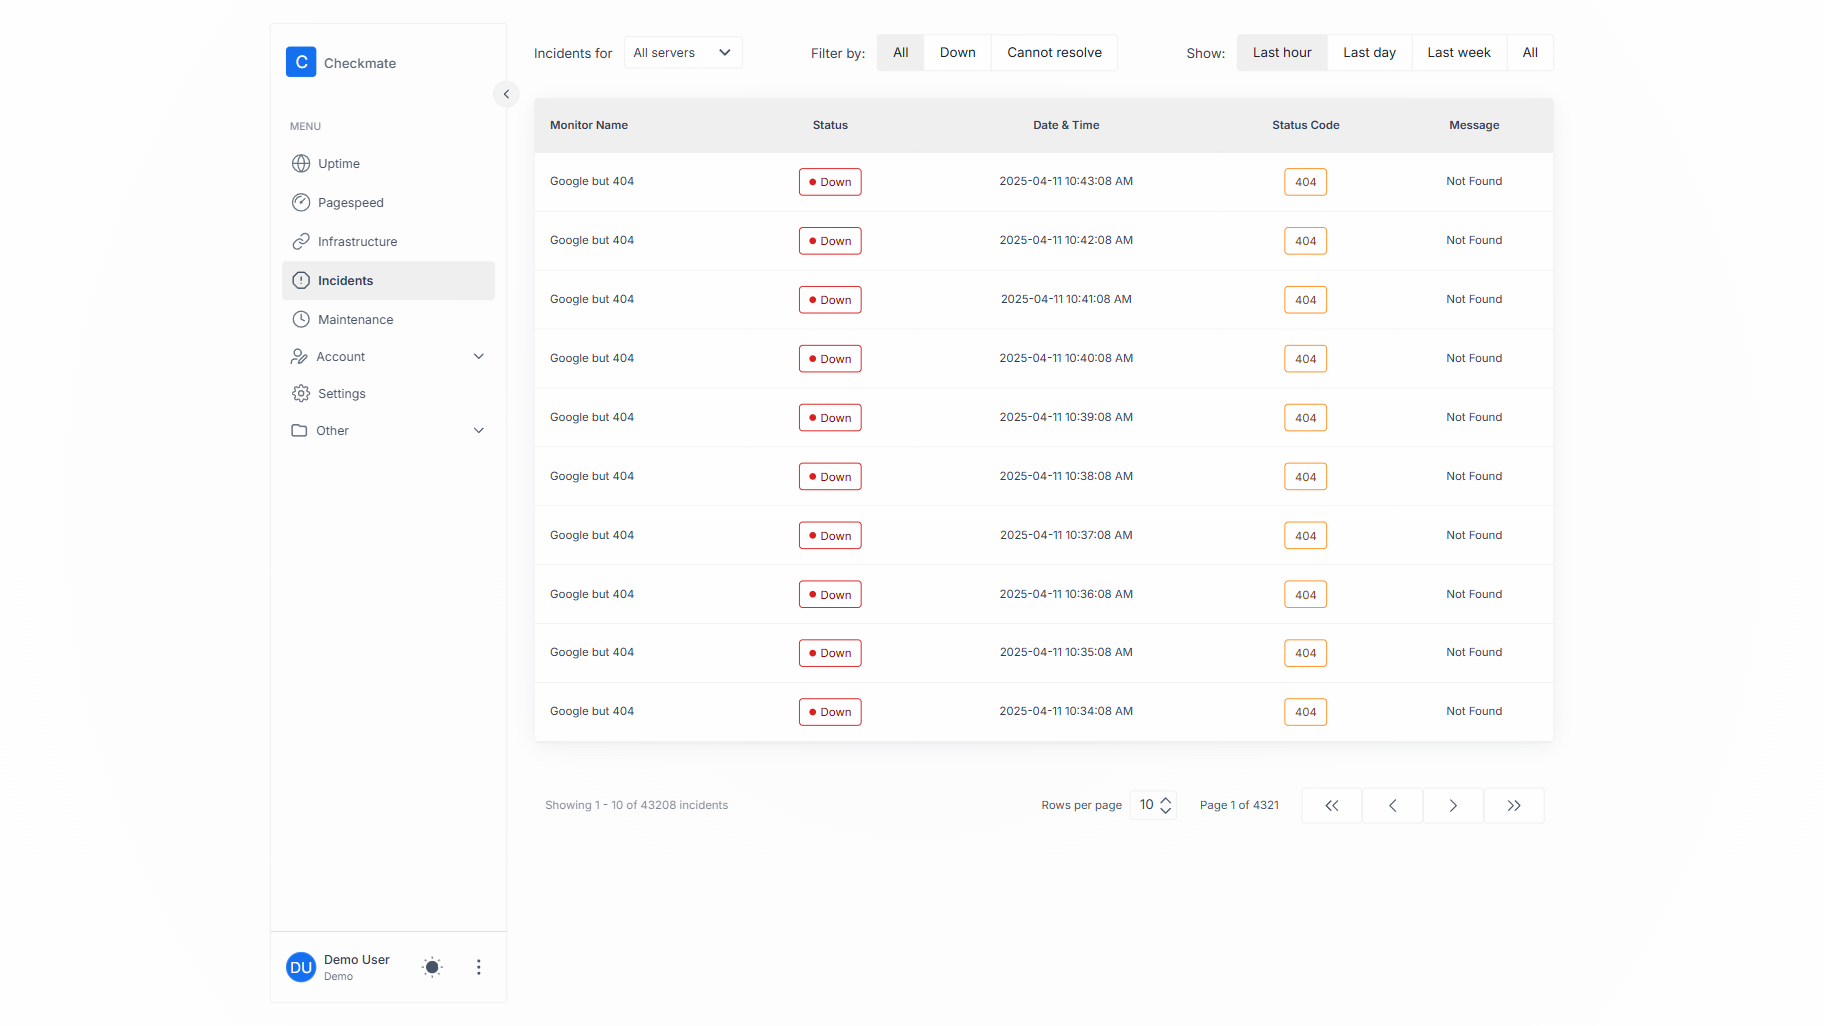 C Checkmate
MENU
Uptime
Pagespeed
Infrastructure
Incidents
Maintenance
Account
Settings
Other
DU Demo User
Demo
Incidents for All servers Filter by: All Down Cannot resolve Show: Last hour Last day Last week All
Monitor Name Status Date & Time Status Code Message
Google but 404 Down 2025-04-11 10:43:08 AM 404 Not Found
Google but 404 Down 2025-04-11 10:42:08 AM 404 Not Found
Google but 404 Down 2025-04-11 10:41:08 AM 404 Not Found
Google but 404 Down 2025-04-11 10:40:08 AM 404 Not Found
Google but 404 Down 2025-04-11 10:39:08 AM 404 Not Found
Google but 404 Down 2025-04-11 10:38:08 AM 404 Not Found
Google but 404 Down 2025-04-11 10:37:08 AM 404 Not Found
Google but 404 Down 2025-04-11 10:36:08 AM 404 Not Found
Google but 404 Down 2025-04-11 10:35:08 AM 404 Not Found
Google but 404 Down 2025-04-11 10:34:08 AM 404 Not Found
Showing 1 - 10 of 43208 incidents Rows per page 10 Page 1 of 4321